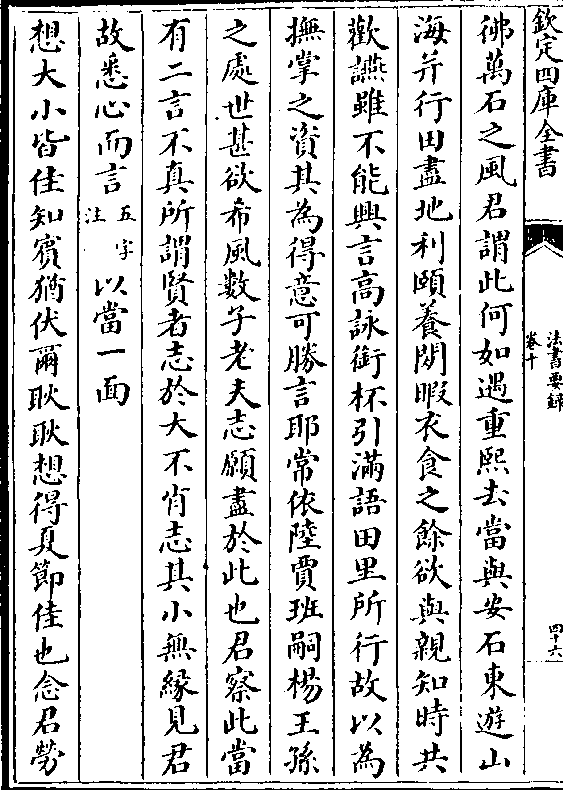 欽定四庫全書
法書要録
卷十
四十六
彿萬石之風君謂此何如遇重熙去當與安石東遊山
海并行田盡地利頤養閑暇衣食之餘欲與親知時共
歡讌雖不能興言高詠銜杯引滿語田里所行故以為
撫掌之資其為得意可勝言耶常依陸賈班嗣楊王孫
之處世甚欲希風數子老夫志願盡於此也君察此當
有二言不真所謂賢者志於大不肖志其小無縁見君
故悉心而言五字注以當一面
想大小皆佳知賓猶伏爾耿耿想得夏節佳也念君勞